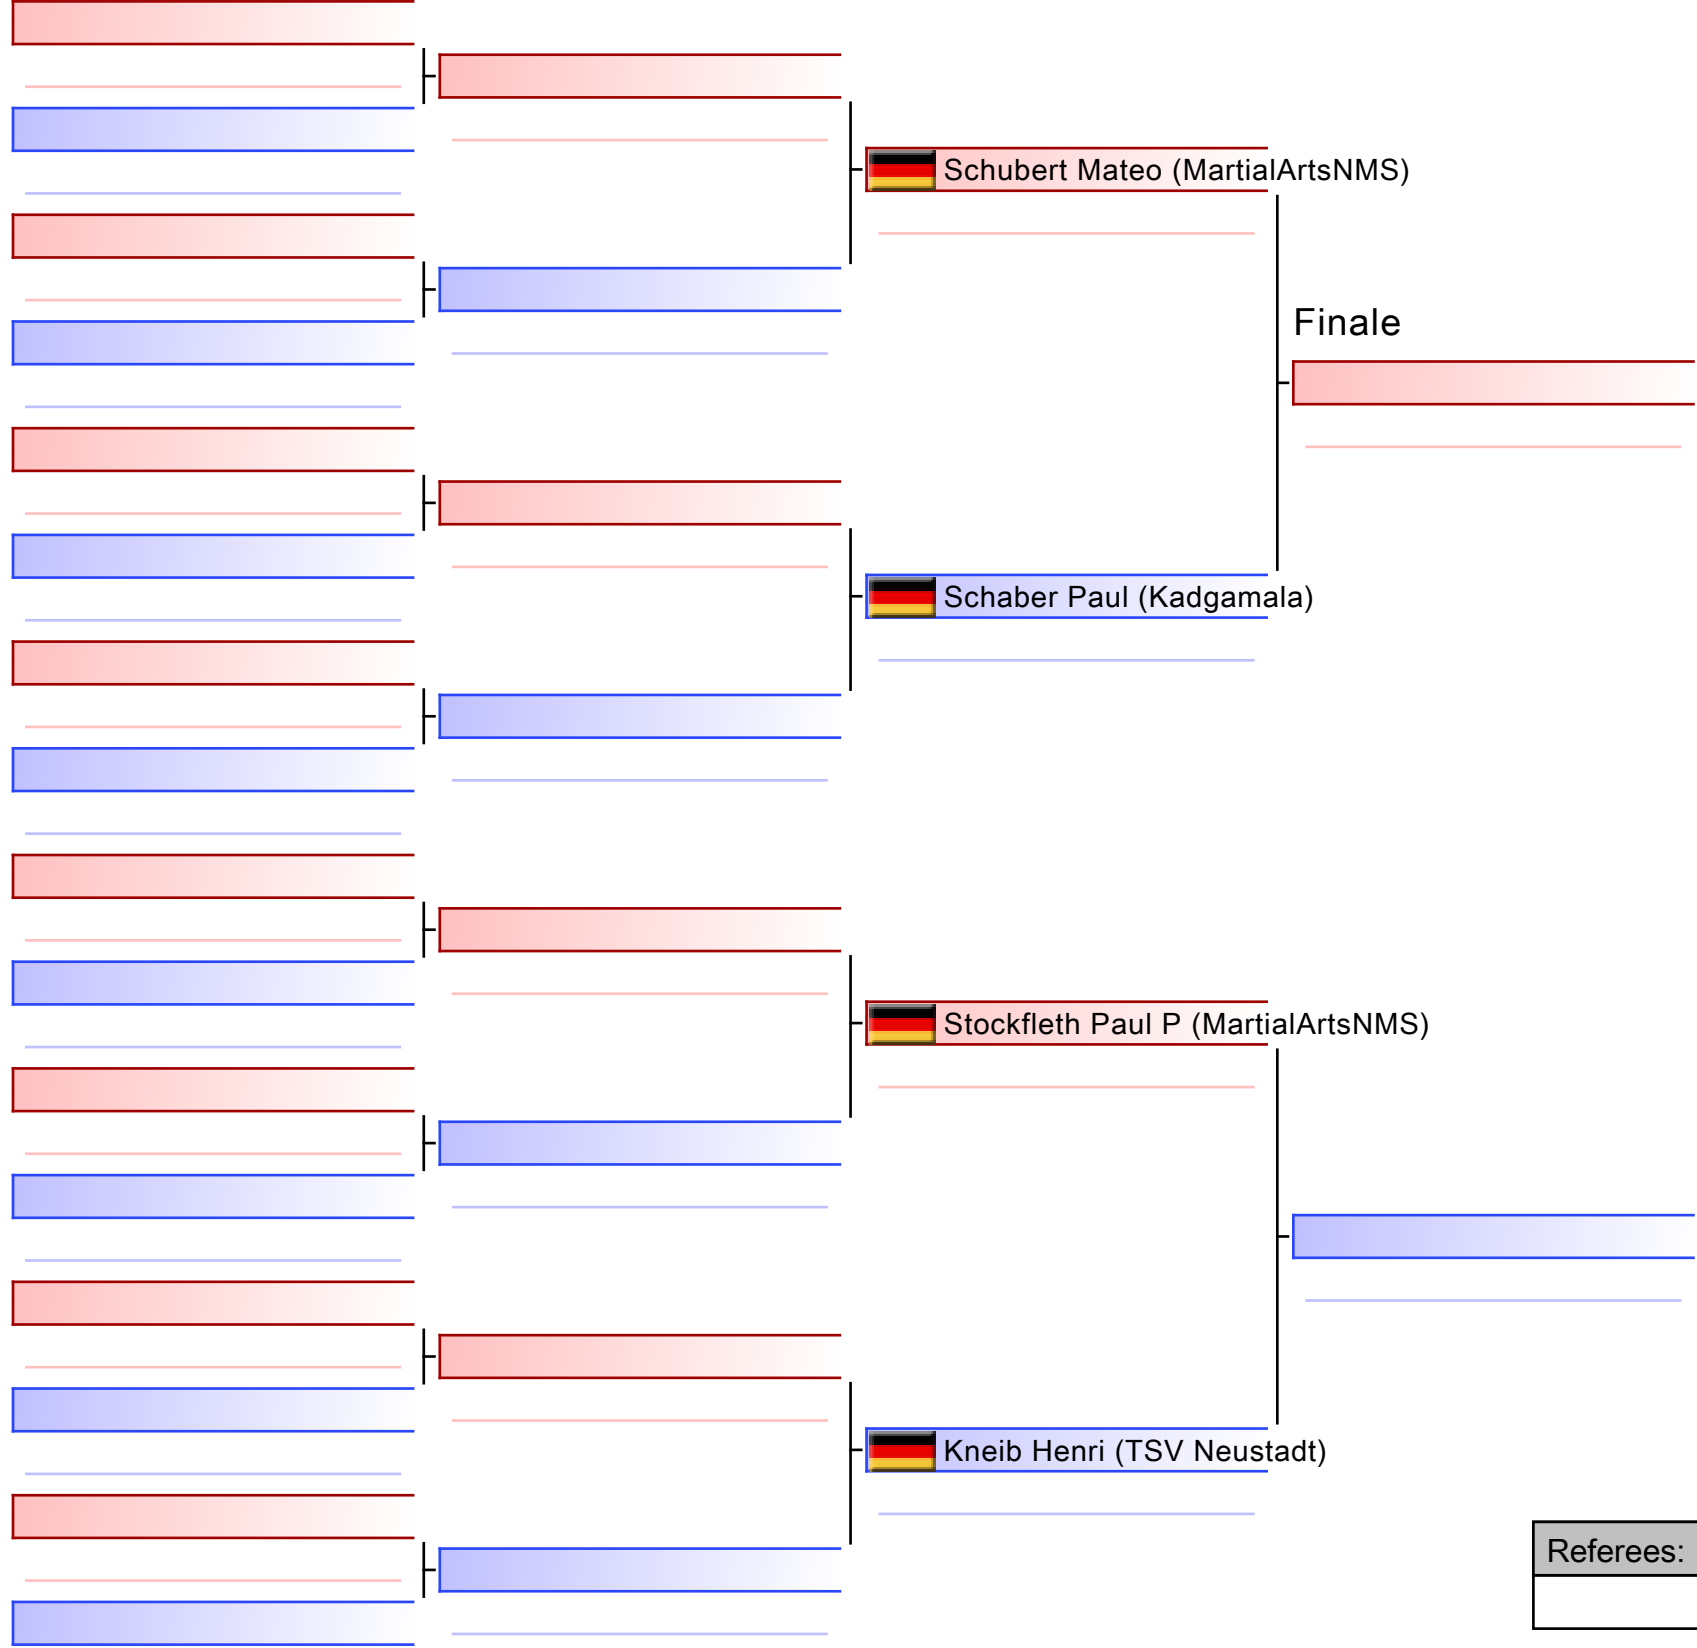 Schubert Mateo (MartialArtsNMS)
Finale
Schaber Paul (Kadgamala)
Stockfleth Paul P (MartialArtsNMS)
Kneib Henri (TSV Neustadt)
Referees: